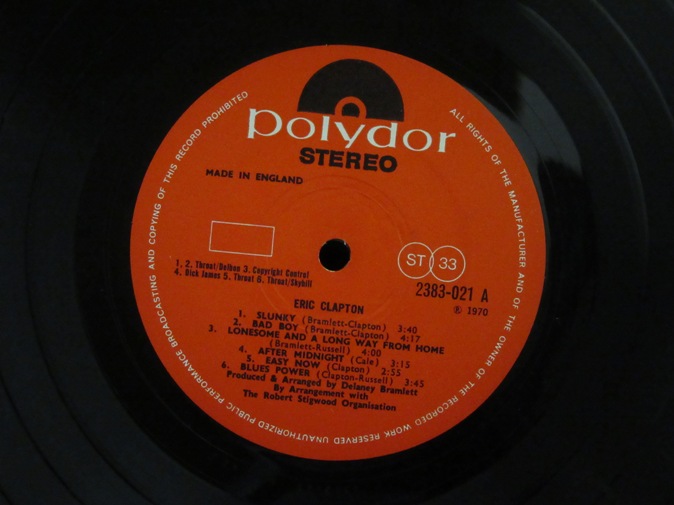 polydor
STEREO
MADE IN ENGLAND
1, 2. Throat/Delbon 3. Copyright Control
4. Dick James 5. Throat 6. Throat/Skyhill
ST 33
2383-021 A
℗ 1970
ERIC CLAPTON
1. SLUNKY (Bramlett-Clapton) 3:40
2. BAD BOY (Bramlett-Clapton) 4:17
3. LONESOME AND A LONG WAY FROM HOME
(Bramlett-Russell) 4:00
4. AFTER MIDNIGHT (Cale) 3:15
5. EASY NOW (Clapton) 2:55
6. BLUES POWER (Clapton-Russell) 3:45
Produced & Arranged by Delaney Bramlett
By Arrangement with
The Robert Stigwood Organisation
ALL RIGHTS OF THE MANUFACTURER AND OF THE OWNER OF THE RECORDED WORK RESERVED UNAUTHORIZED PUBLIC PERFORMANCE BROADCASTING AND COPYING OF THIS RECORD PROHIBITED